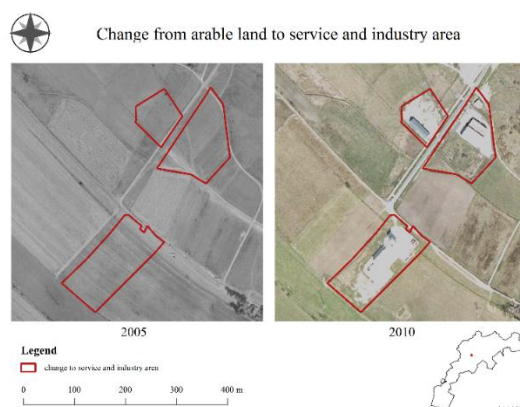 Change from arable land to service and industry area
2005
2010
Legend
change to service and industry area
0 100 200 300 400 m